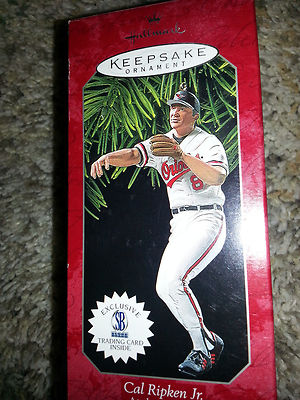 Hallmark
KEEPSAKE
ORNAMENT
Orioles
8
EXCLUSIVE
SB
TRADING CARD
INSIDE
Cal Ripken Jr.